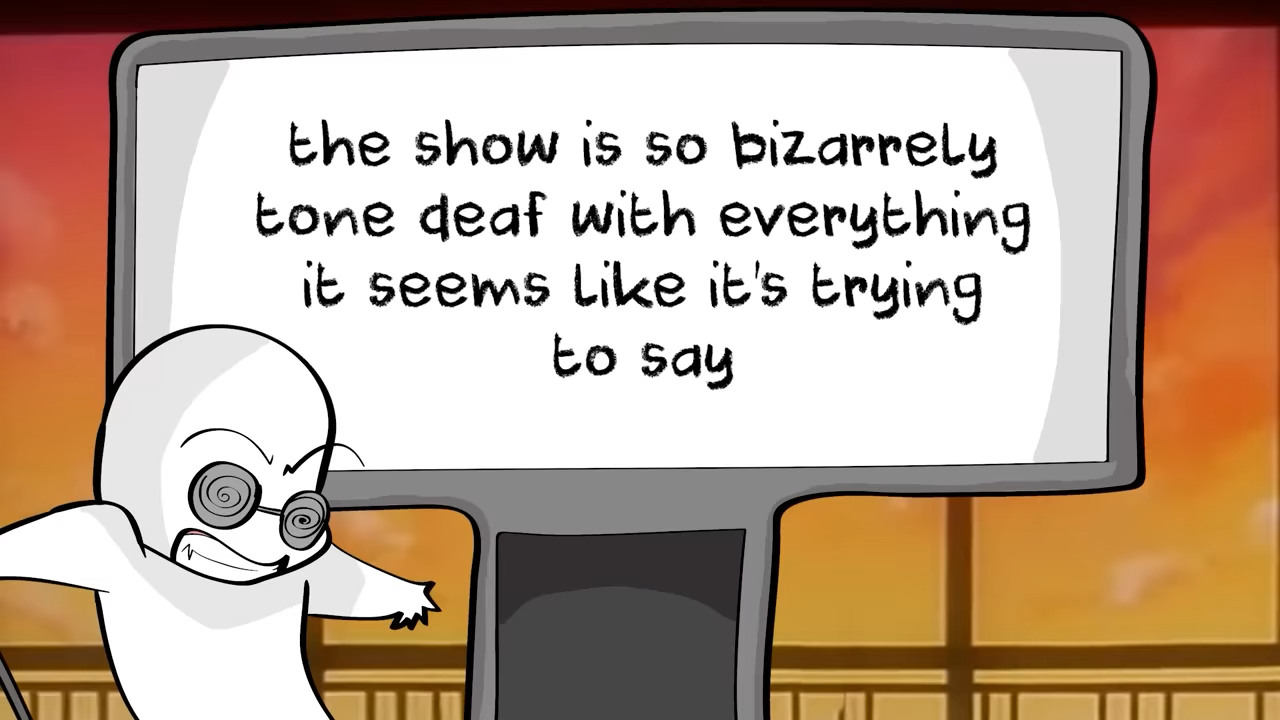 the show is so bizarrely
tone deaf with everything
it seems like it's trying
to say